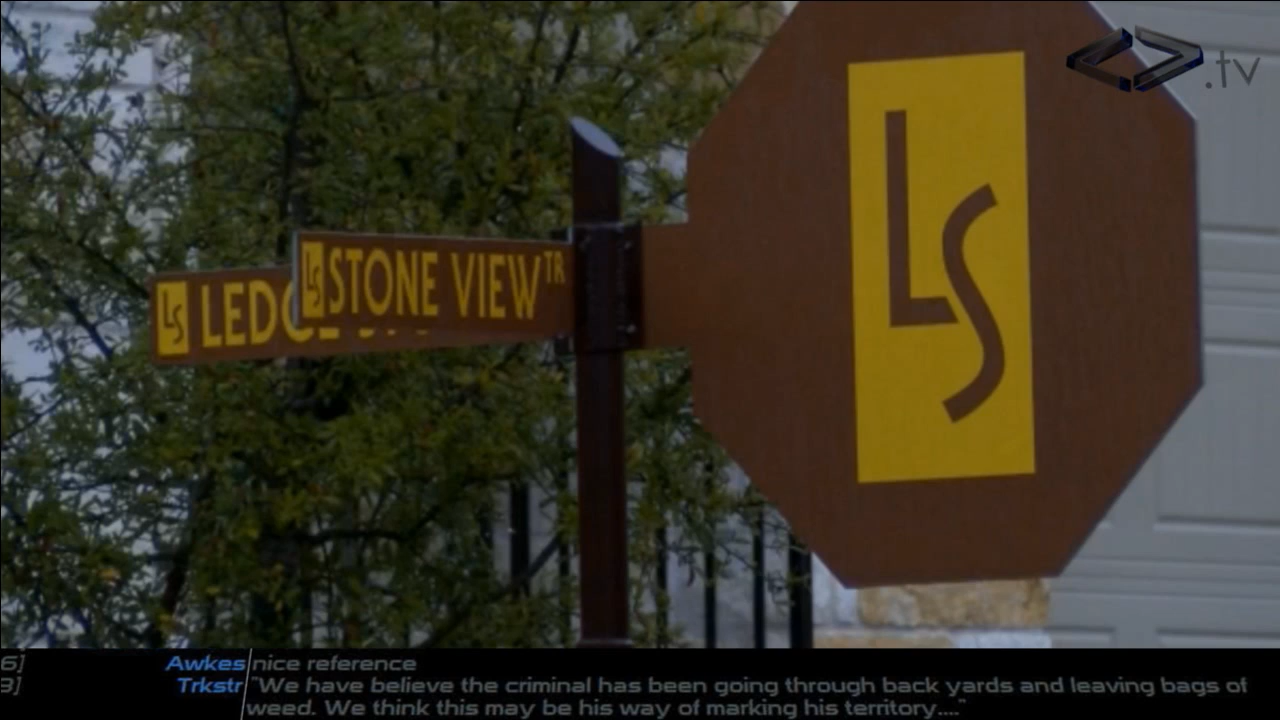 .tv
LS
LS STONE VIEW TR
LS
6] Awkes nice reference
3] Trkstr "We have believe the criminal has been going through back yards and leaving bags of
weed. We think this may be his way of marking his territory...."